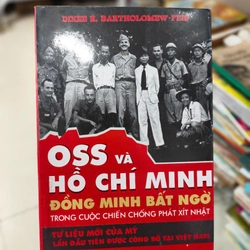 DIXEE R. BARTHOLOMEW-FEIS
OSS VÀ
HỒ CHÍ MINH
ĐỒNG MINH BẤT NGỜ
TRONG CUỘC CHIẾN CHỐNG PHÁT XÍT NHẬT
TƯ LIỆU MỚI CỦA MỸ
LẦN ĐẦU TIÊN ĐƯỢC CÔNG BỐ TẠI VIỆT NAM